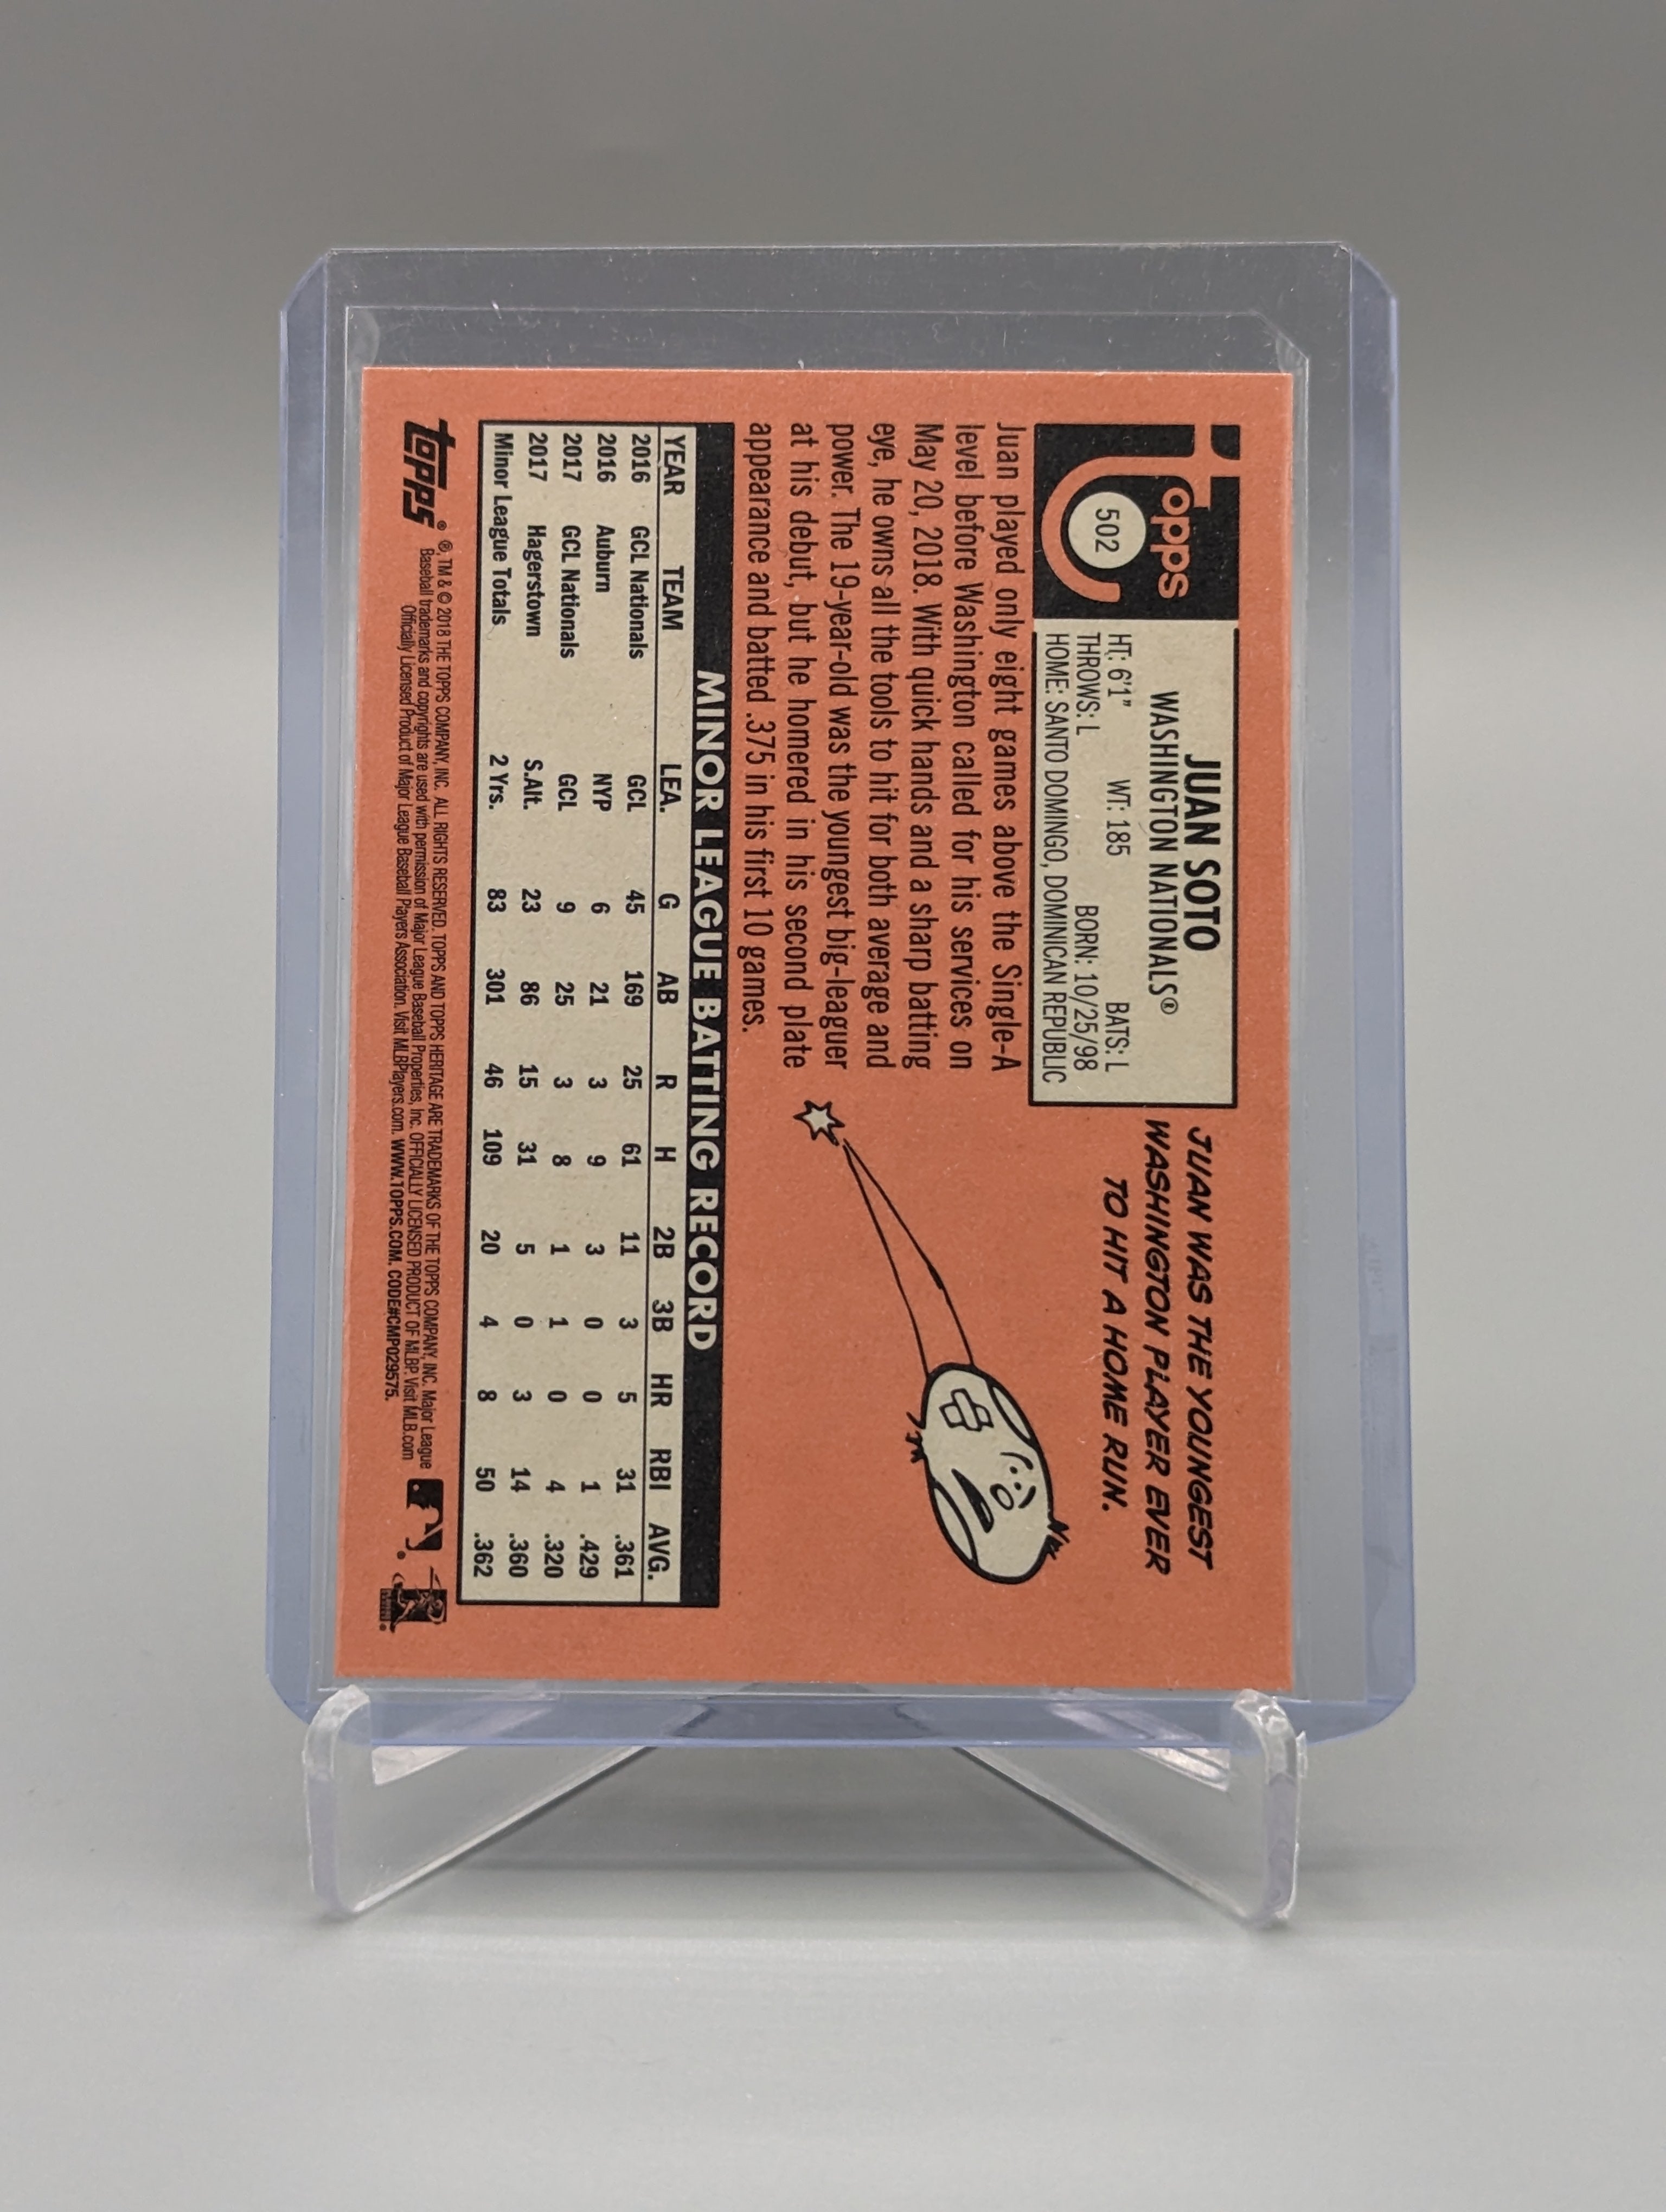 Topps
502
JUAN SOTO
WASHINGTON NATIONALS®
HT: 6'1" WT: 185 BATS: L
THROWS: L BORN: 10/25/98
HOME: SANTO DOMINGO, DOMINICAN REPUBLIC
JUAN WAS THE YOUNGEST
WASHINGTON PLAYER EVER
TO HIT A HOME RUN.
Juan played only eight games above the Single-A
level before Washington called for his services on
May 20, 2018. With quick hands and a sharp batting
eye, he owns all the tools to hit for both average and
power. The 19-year-old was the youngest big-leaguer
at his debut, but he homered in his second plate
appearance and batted .375 in his first 10 games.
MINOR LEAGUE BATTING RECORD
YEAR TEAM LEA. G AB R H 2B 3B HR RBI AVG.
2016 GCL Nationals GCL 45 169 25 61 11 3 5 31 .361
2016 Auburn NYP 6 21 3 9 3 0 0 1 .429
2017 GCL Nationals GCL 9 25 3 8 1 1 0 4 .320
2017 Hagerstown S.Alt. 23 86 15 31 5 0 3 14 .360
Minor League Totals 2 Yrs. 83 301 46 109 20 4 8 50 .362
Topps®
®, TM & © 2018 THE TOPPS COMPANY, INC. ALL RIGHTS RESERVED. TOPPS AND TOPPS HERITAGE ARE TRADEMARKS OF THE TOPPS COMPANY, INC. Major League
Baseball trademarks and copyrights are used with permission of Major League Baseball Properties, Inc. OFFICIALLY LICENSED PRODUCT OF MLBP. Visit MLB.com
Officially Licensed Product of Major League Baseball Players Association. Visit MLBPlayers.com. WWW.TOPPS.COM. CODE#CMP029575.